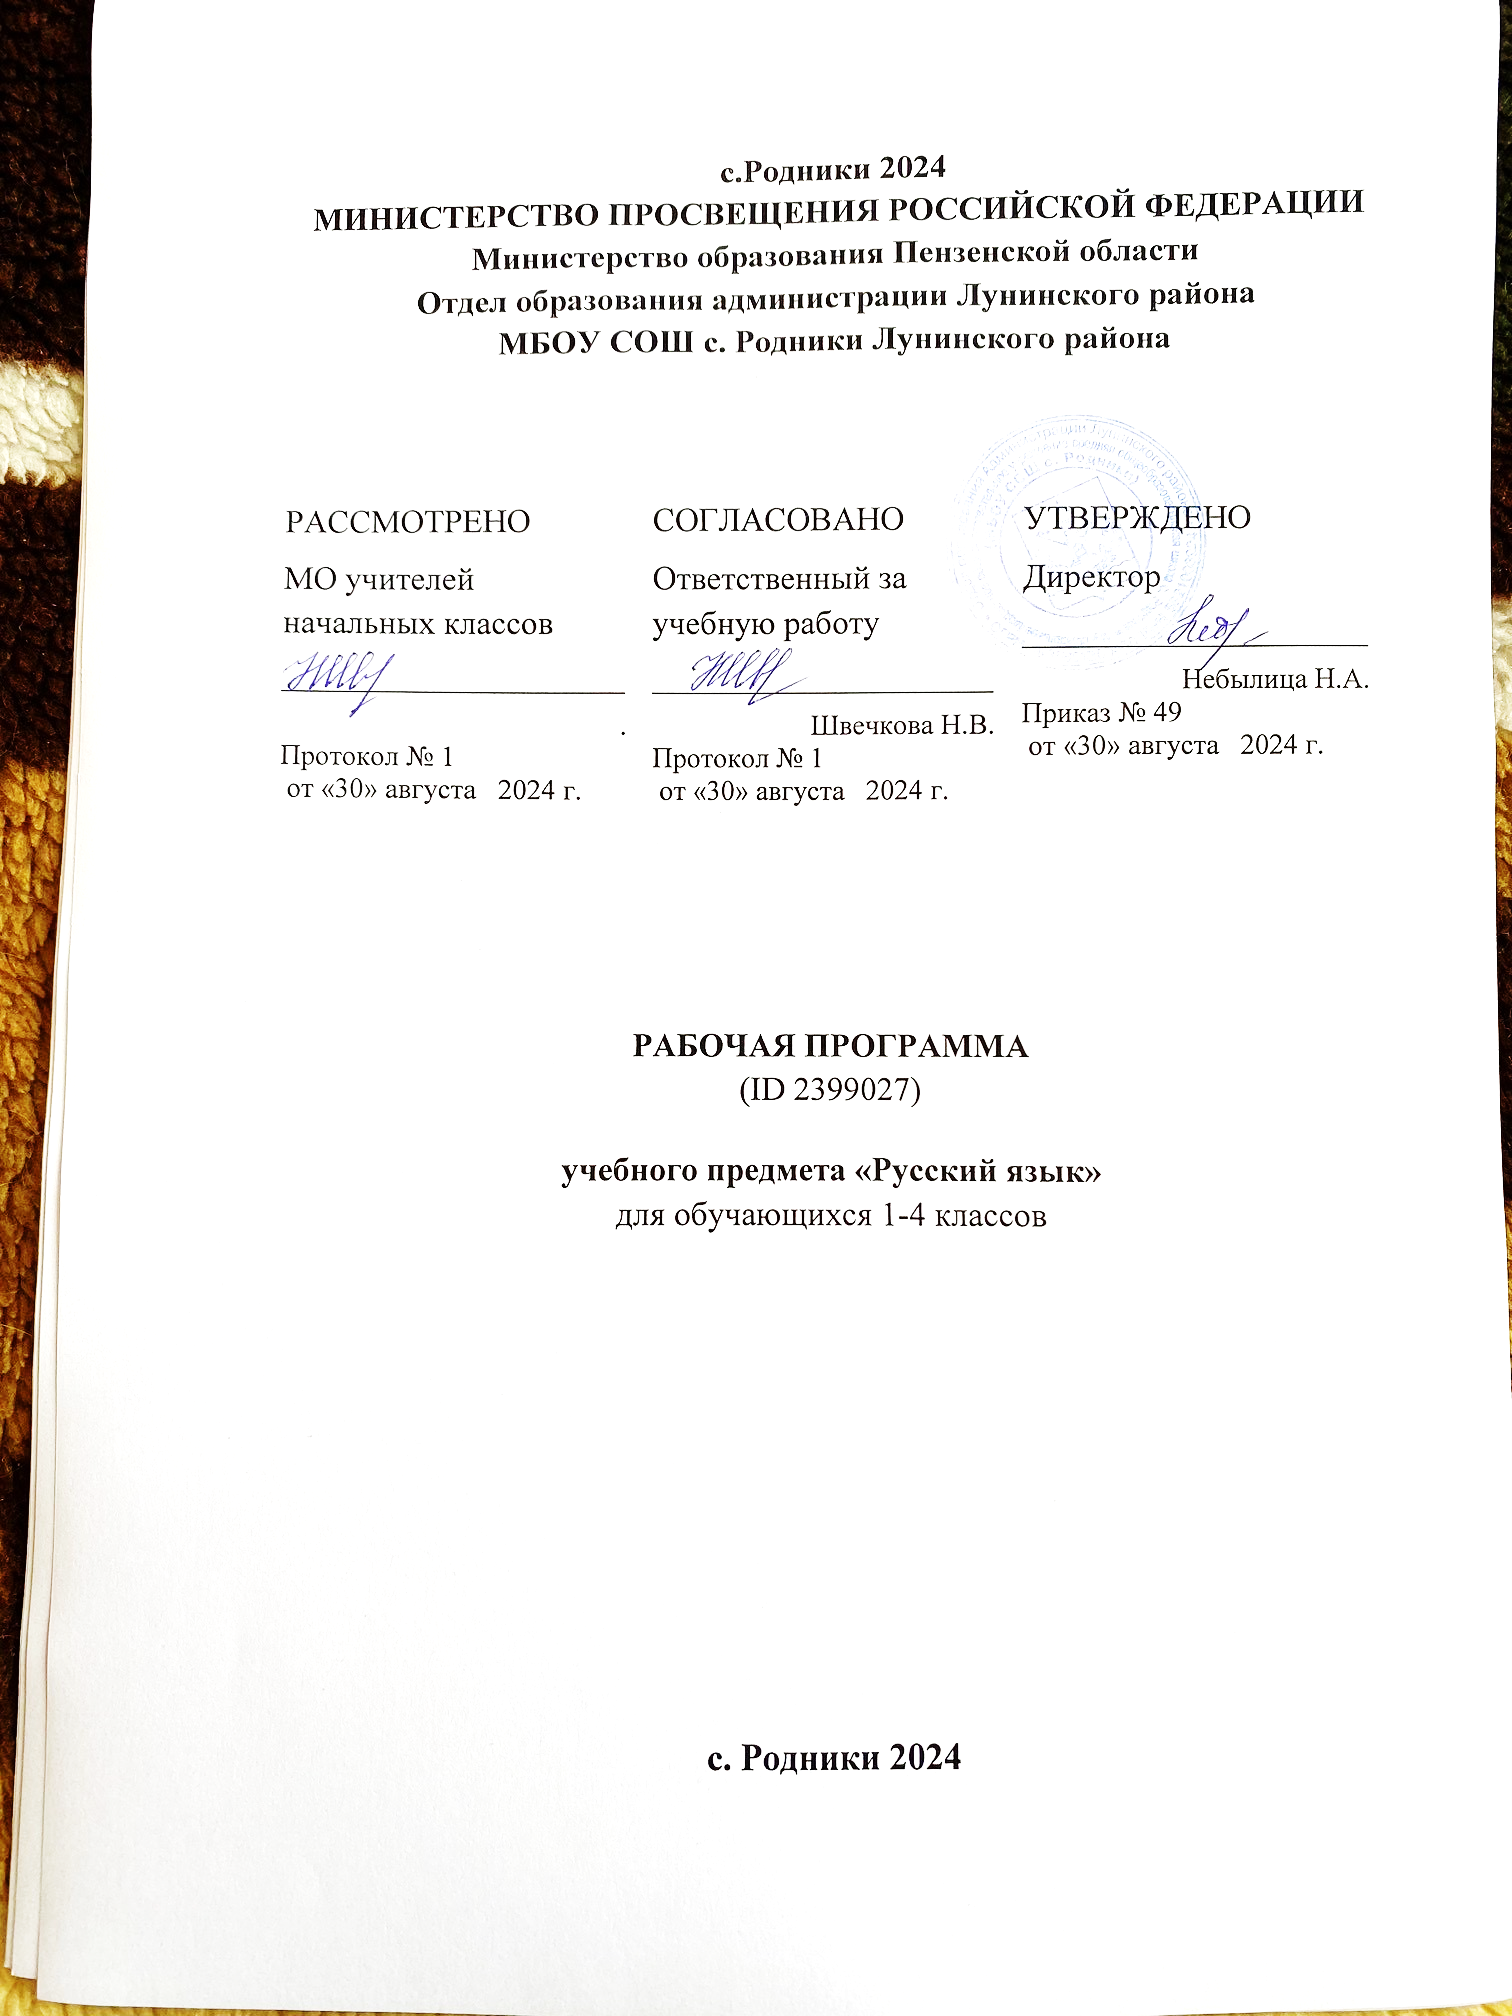 с.Родники 2024
МИНИСТЕРСТВО ПРОСВЕЩЕНИЯ РОССИЙСКОЙ ФЕДЕРАЦИИ
Министерство образования Пензенской области
Отдел образования администрации Лунинского района
МБОУ СОШ с. Родники Лунинского района
РАССМОТРЕНО
МО учителей
начальных классов
.
Протокол № 1
от «30» августа 2024 г.
СОГЛАСОВАНО
Ответственный за
учебную работу
Швечкова Н.В.
Протокол № 1
от «30» августа 2024 г.
УТВЕРЖДЕНО
Директор
Небылица Н.А.
Приказ № 49
от «30» августа 2024 г.
РАБОЧАЯ ПРОГРАММА
(ID 2399027)
учебного предмета «Русский язык»
для обучающихся 1-4 классов
с. Родники 2024